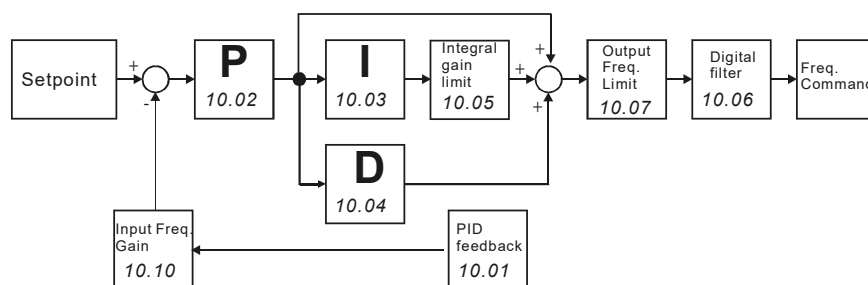 Setpoint
+
-
P
10.02
I
10.03
Integral
gain
limit
10.05
+
+
+
Output
Freq.
Limit
10.07
Digital
filter
10.06
Freq.
Command
D
10.04
Input Freq.
Gain
10.10
PID
feedback
10.01